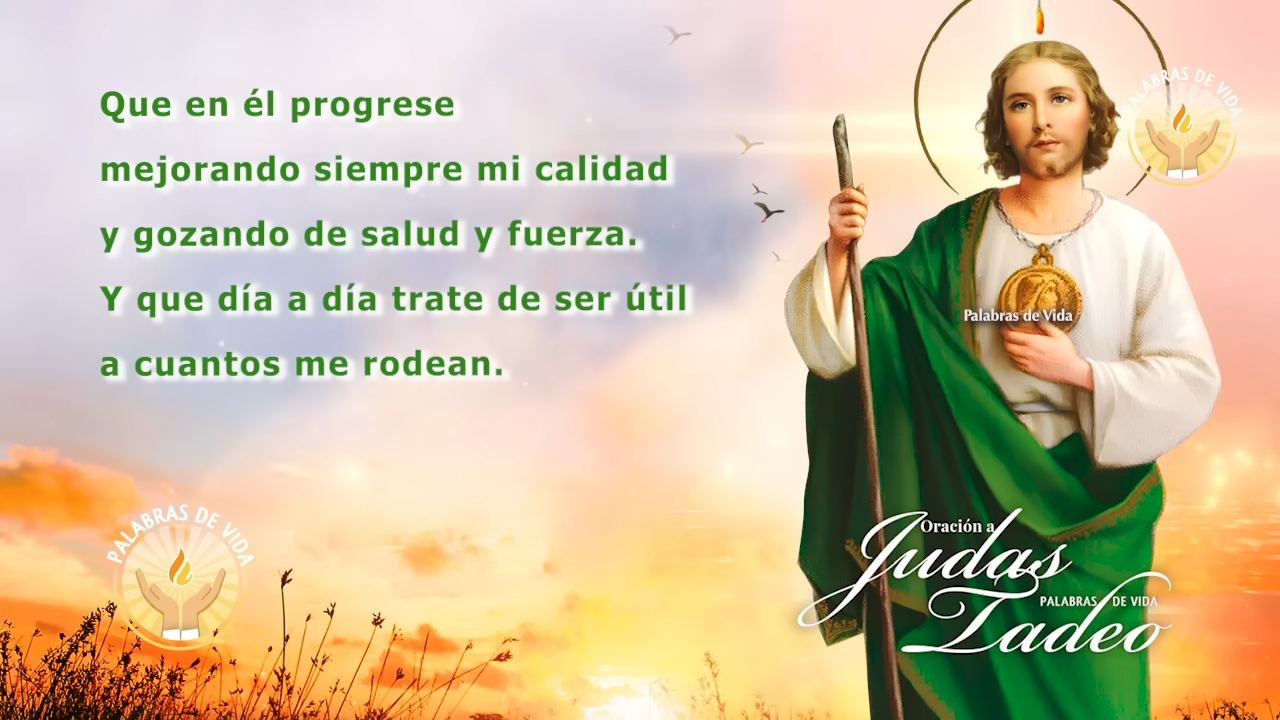 Que en él progrese
mejorando siempre mi calidad
y gozando de salud y fuerza.
Y que día a día trate de ser útil
a cuantos me rodean.
PALABRAS DE VIDA
Palabras de Vida
PALABRAS DE VIDA
Oración a
Judas
PALABRAS DE VIDA
Tadeo